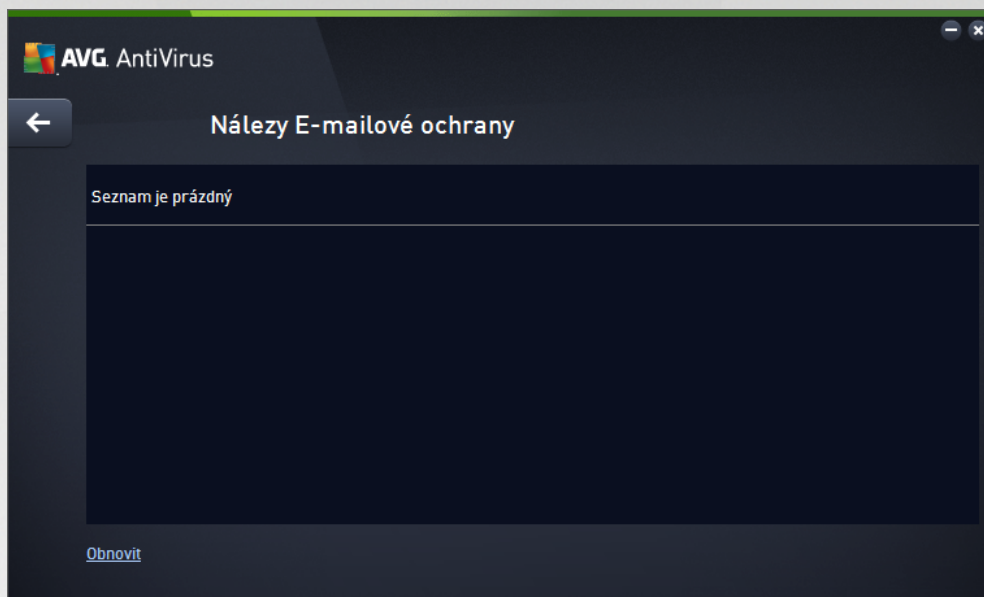 AVG. AntiVirus
Nálezy E-mailové ochrany
Seznam je prázdný
Obnovit